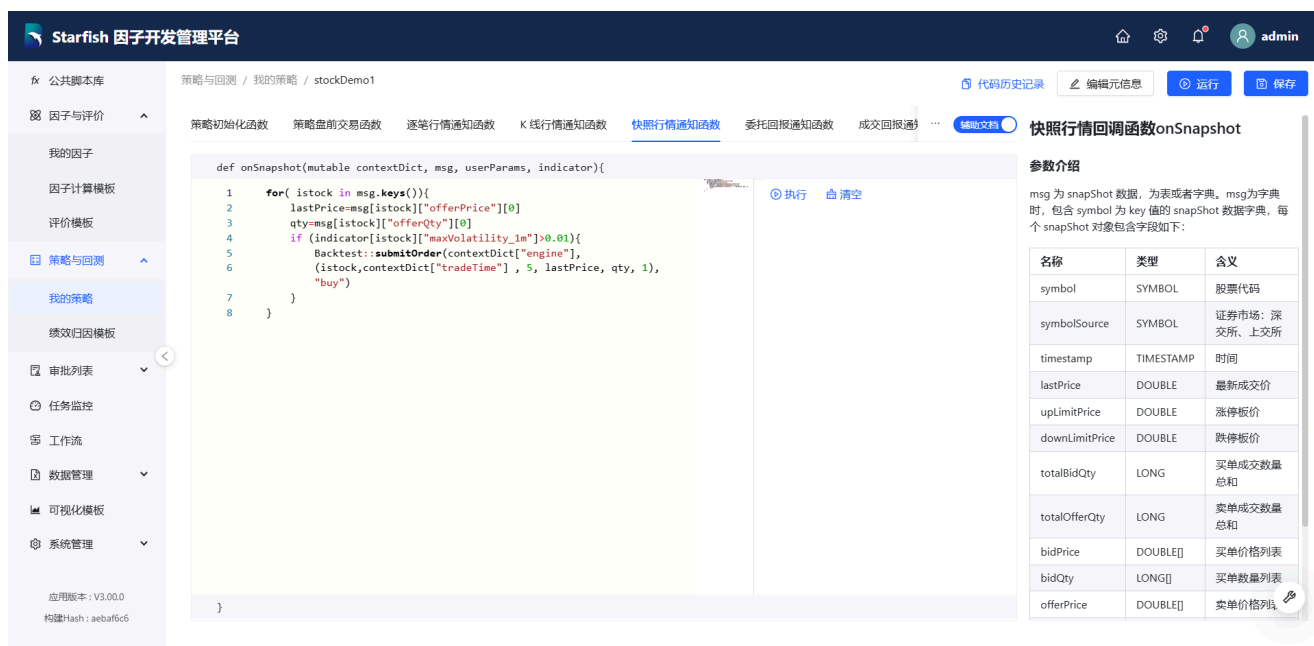 Starfish 因子开发管理平台
admin
公共脚本库
因子与评价
我的因子
因子计算模板
评价模板
策略与回测
我的策略
绩效归因模板
审批列表
任务监控
工作流
数据管理
可视化模板
系统管理
应用版本 : V3.00.0
构建Hash : aebaf6c6
策略与回测 / 我的策略 / stockDemo1
代码历史记录 编辑元信息 运行 保存
策略初始化函数 策略盘前交易函数 逐笔行情通知函数 K 线行情通知函数 快照行情通知函数 委托回报通知函数 成交回报通 ··· 辅助文档
def onSnapshot(mutable contextDict, msg, userParams, indicator){
1 for( istock in msg.keys()){
2 lastPrice=msg[istock]["offerPrice"][0]
3 qty=msg[istock]["offerQty"][0]
4 if (indicator[istock]["maxVolatility_1m"]>0.01){
5 Backtest::submitOrder(contextDict["engine"],
6 (istock,contextDict["tradeTime"] , 5, lastPrice, qty, 1),
"buy")
7 }
8 }
}
执行 清空
快照行情回调函数onSnapshot
参数介绍
msg 为 snapShot 数据，为表或者字典。msg为字典
时，包含 symbol 为 key 值的 snapShot 数据字典，每
个 snapShot 对象包含字段如下：
名称 类型 含义
symbol SYMBOL 股票代码
symbolSource SYMBOL 证券市场：深
交所、上交所
timestamp TIMESTAMP 时间
lastPrice DOUBLE 最新成交价
upLimitPrice DOUBLE 涨停板价
downLimitPrice DOUBLE 跌停板价
totalBidQty LONG 买单成交数量
总和
totalOfferQty LONG 卖单成交数量
总和
bidPrice DOUBLE[] 买单价格列表
bidQty LONG[] 买单数量列表
offerPrice DOUBLE[] 卖单价格列